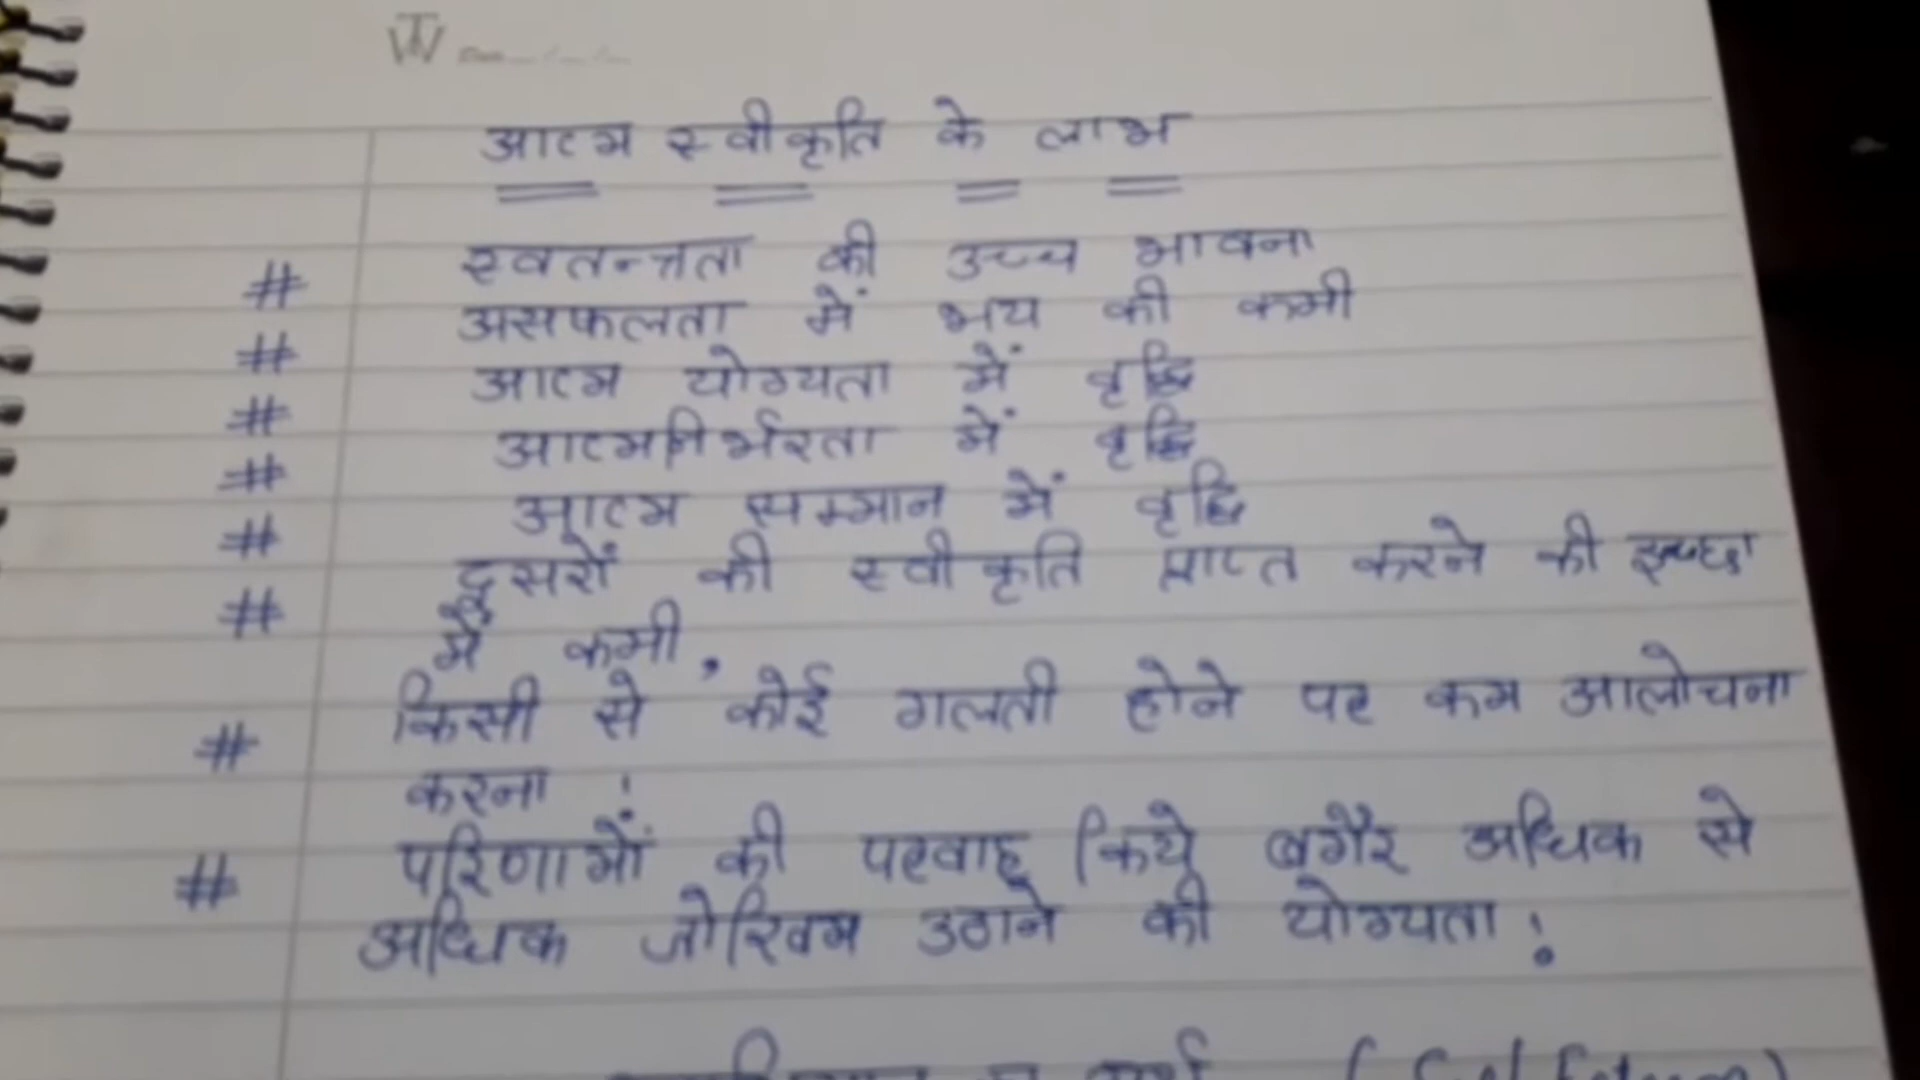 आत्म स्वीकृति के लाभ
# स्वतन्त्रता की उच्च भावना
# असफलता में भय की कमी
# आत्म योग्यता में वृद्धि
# आत्मनिर्भरता में वृद्धि
# आत्म सम्मान में वृद्धि
# दूसरों की स्वीकृति प्राप्त करने की इच्छा
में कमी,
# किसी से कोई गलती होने पर कम आलोचना
करना !
# परिणामों की परवाह किये बगैर अधिक से
अधिक जोखिम उठाने की योग्यता !